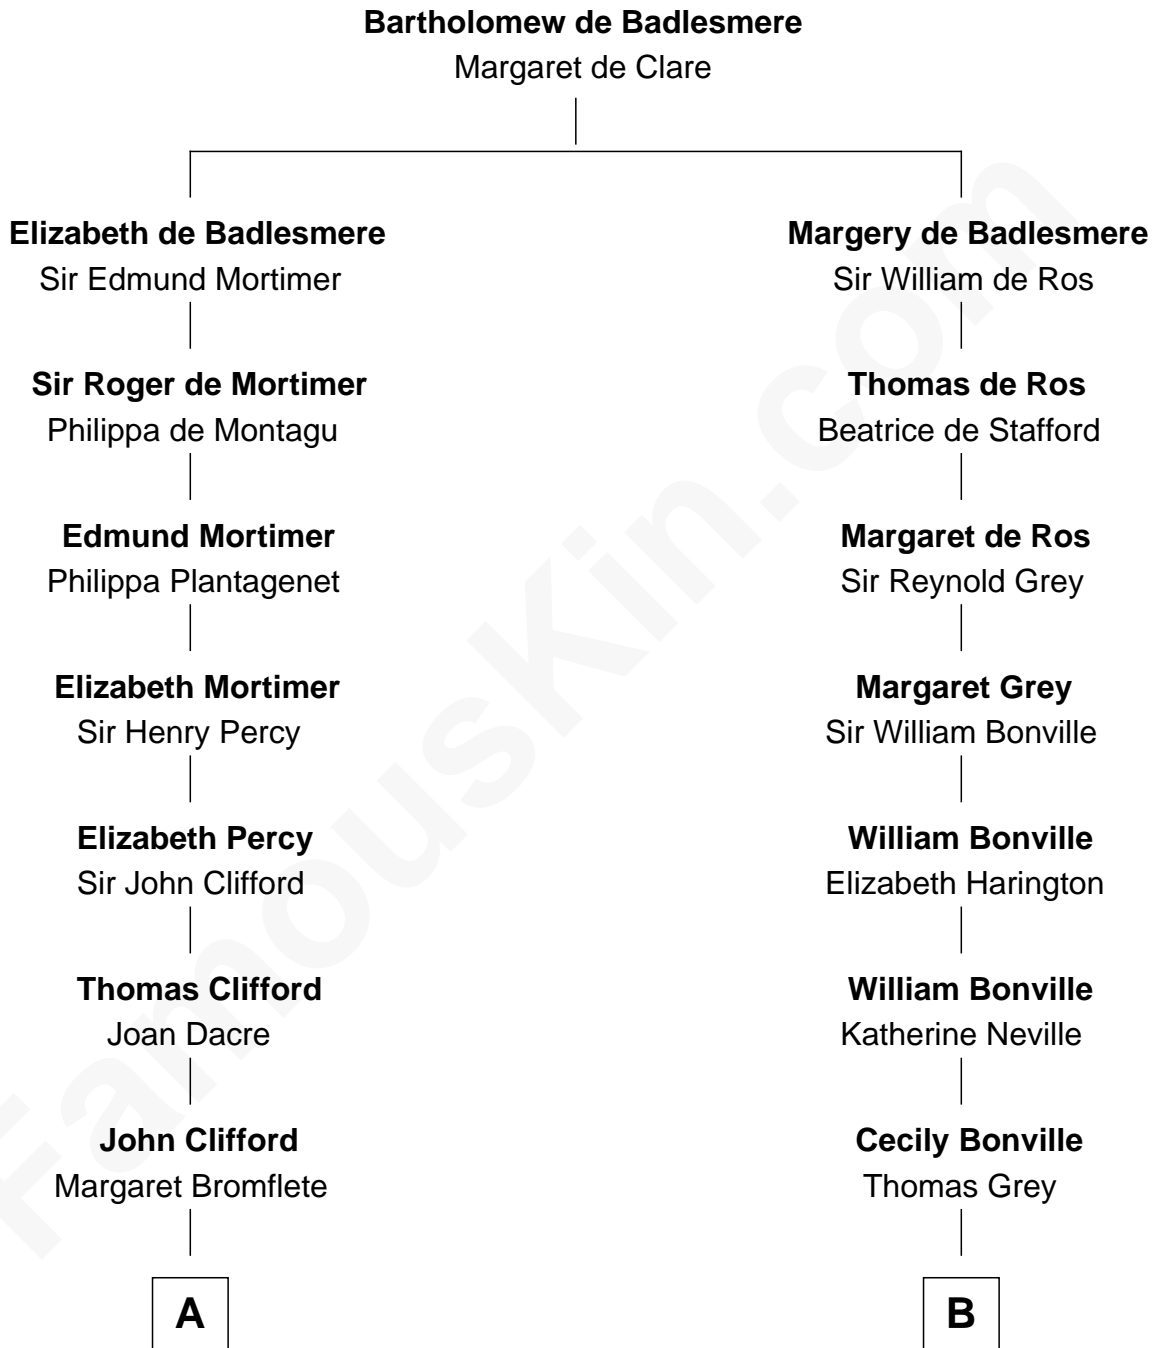 Bartholomew de Badlesmere
Margaret de Clare
Elizabeth de Badlesmere
Sir Edmund Mortimer
Margery de Badlesmere
Sir William de Ros
Sir Roger de Mortimer
Philippa de Montagu
Thomas de Ros
Beatrice de Stafford
Edmund Mortimer
Philippa Plantagenet
Margaret de Ros
Sir Reynold Grey
Elizabeth Mortimer
Sir Henry Percy
Margaret Grey
Sir William Bonville
Elizabeth Percy
Sir John Clifford
William Bonville
Elizabeth Harington
Thomas Clifford
Joan Dacre
William Bonville
Katherine Neville
John Clifford
Margaret Bromflete
Cecily Bonville
Thomas Grey
A
B
FamousKin.com